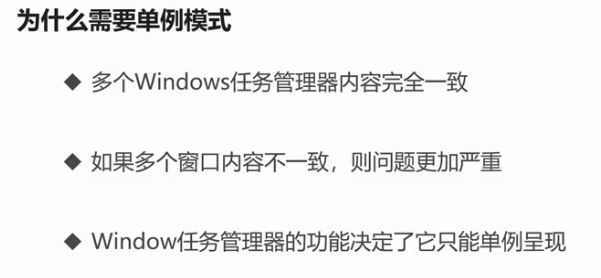 为什么需要单例模式
◆ 多个Windows任务管理器内容完全一致
◆ 如果多个窗口内容不一致，则问题更加严重
◆ Window任务管理器的功能决定了它只能单例呈现